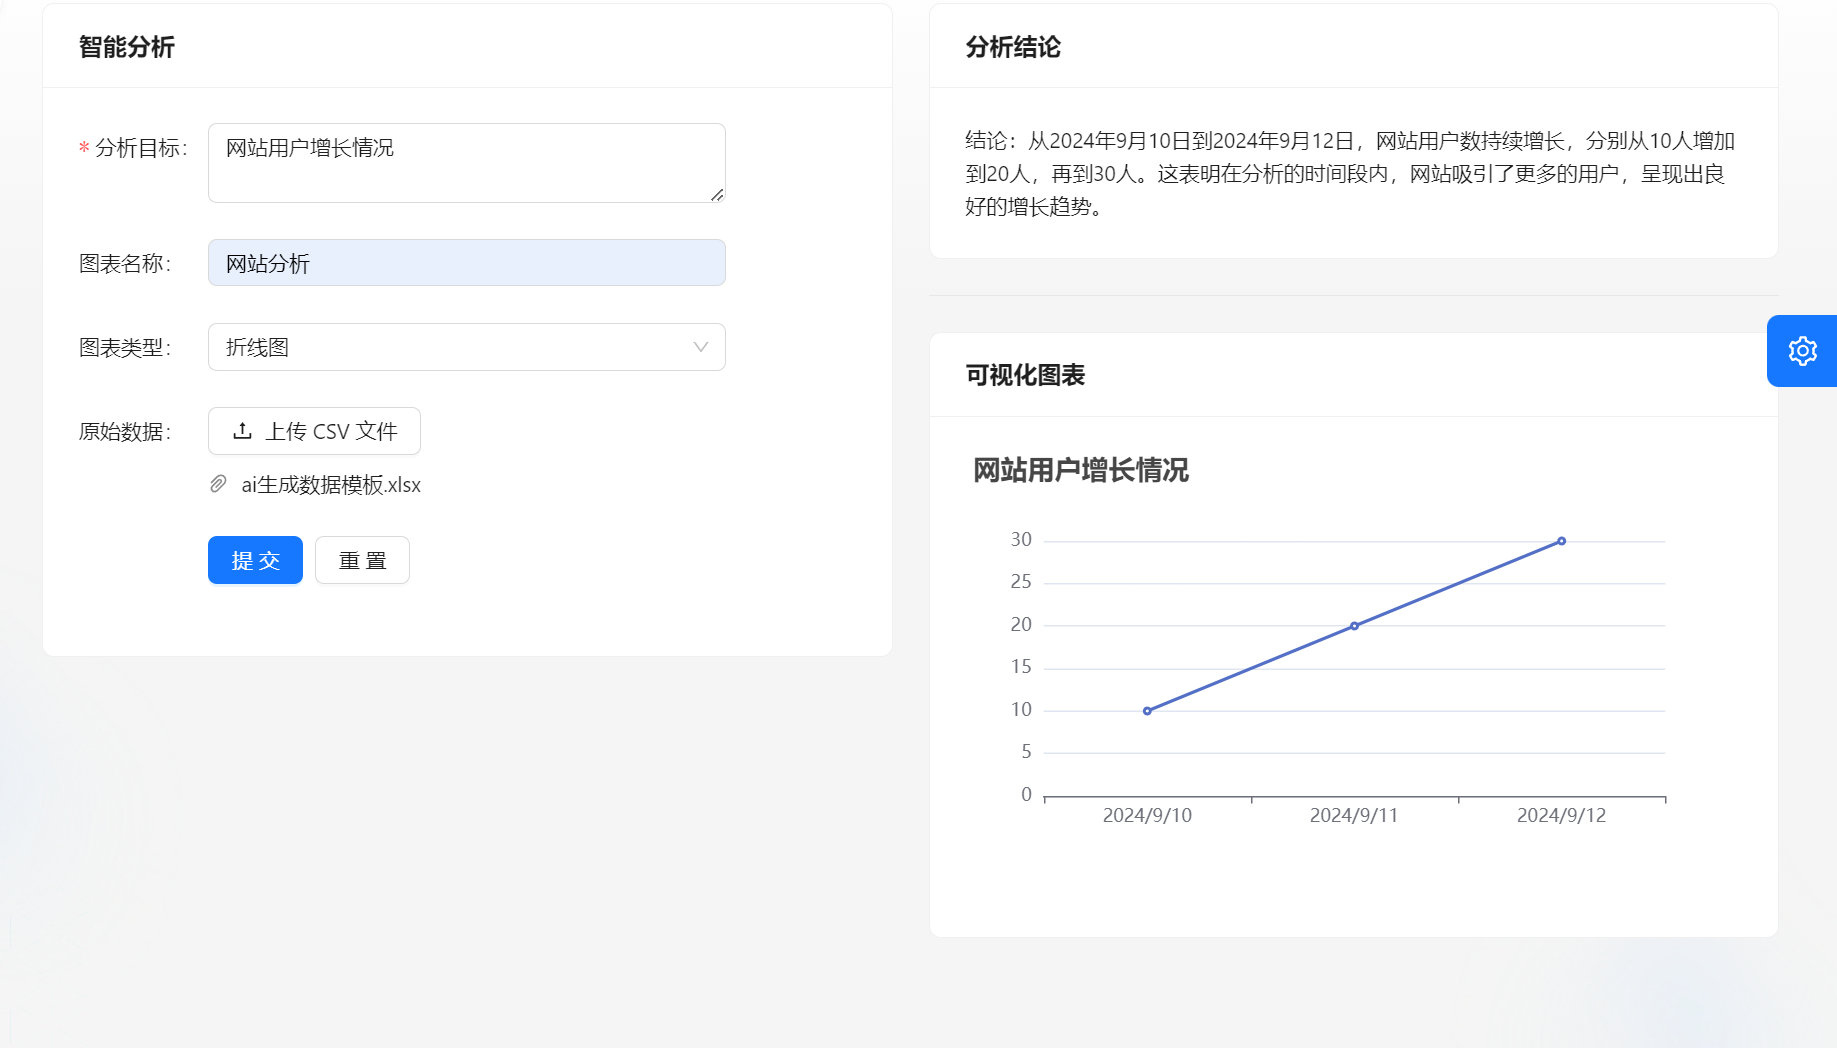 智能分析
* 分析目标：
网站用户增长情况
图表名称：
网站分析
图表类型：
折线图
原始数据：
上传 CSV 文件
ai生成数据模板.xlsx
提 交
重 置
分析结论
结论：从2024年9月10日到2024年9月12日，网站用户数持续增长，分别从10人增加
到20人，再到30人。这表明在分析的时间段内，网站吸引了更多的用户，呈现出良
好的增长趋势。
可视化图表
网站用户增长情况
30
25
20
15
10
5
0
2024/9/10
2024/9/11
2024/9/12